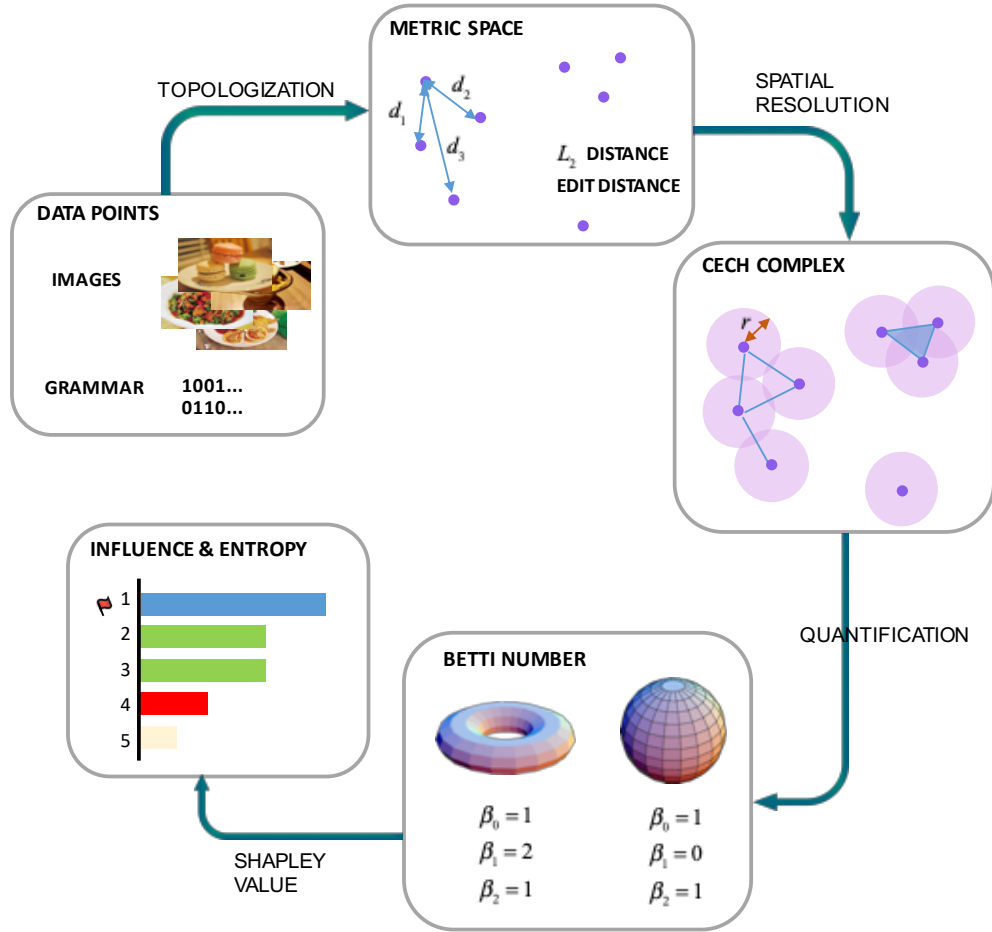 METRIC SPACE
d₁
d₂
d₃
L₂ DISTANCE
EDIT DISTANCE
TOPOLOGIZATION
SPATIAL
RESOLUTION
DATA POINTS
IMAGES
GRAMMAR
1001...
0110...
CECH COMPLEX
r
QUANTIFICATION
BETTI NUMBER
β₀ = 1
β₁ = 2
β₂ = 1
β₀ = 1
β₁ = 0
β₂ = 1
SHAPLEY
VALUE
INFLUENCE & ENTROPY
1
2
3
4
5